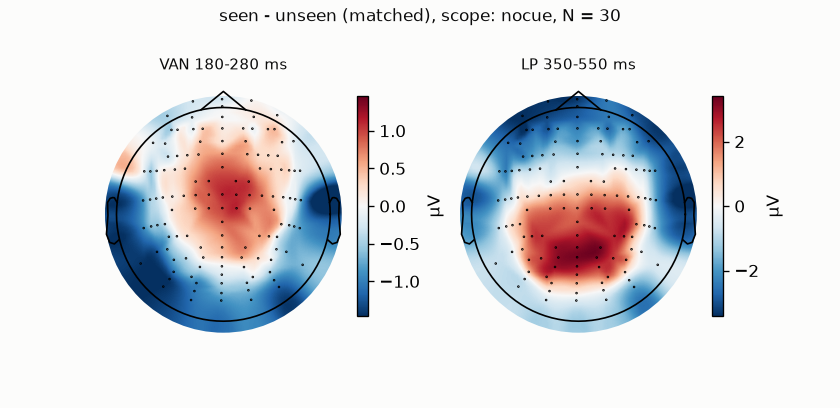 seen - unseen (matched), scope: nocue, N = 30
VAN 180-280 ms
LP 350-550 ms
1.0
0.5
0.0
−0.5
−1.0
μV
2
0
−2
μV